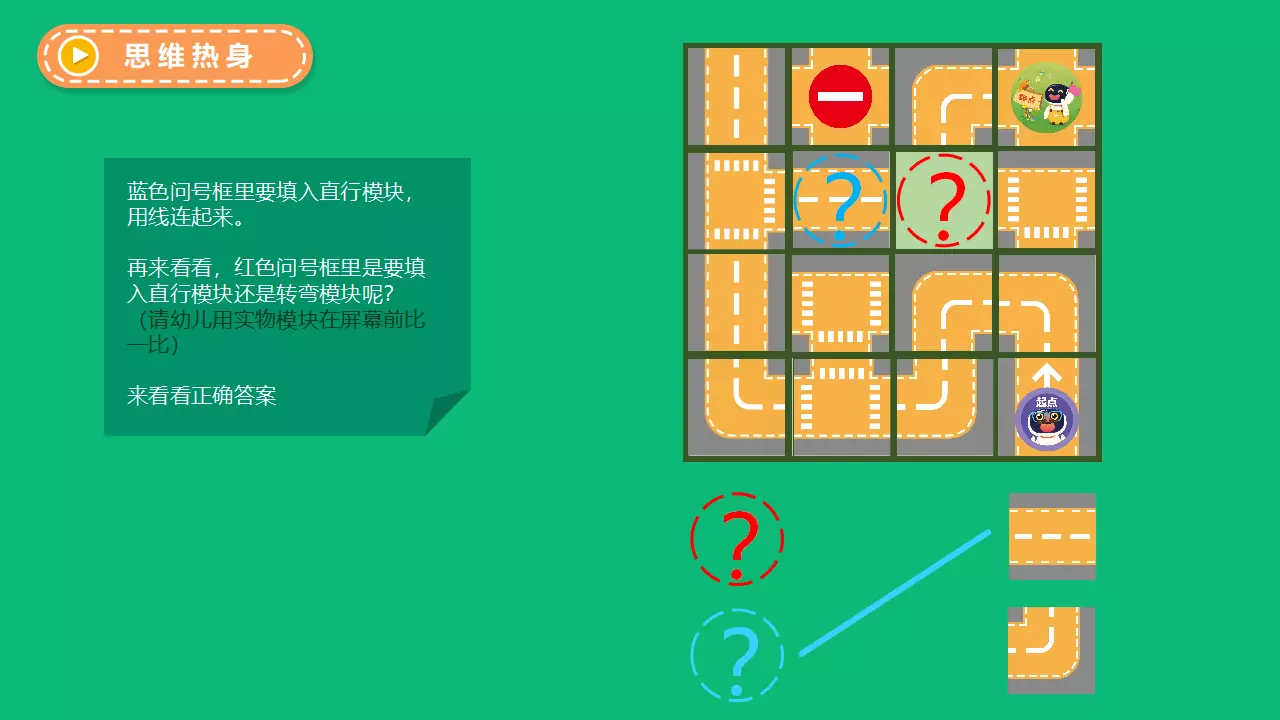 思维热身
蓝色问号框里要填入直行模块，
用线连起来。
再来看看，红色问号框里是要填
入直行模块还是转弯模块呢？
（请幼儿用实物模块在屏幕前比
一比）
来看看正确答案
?
?
起点
?
?